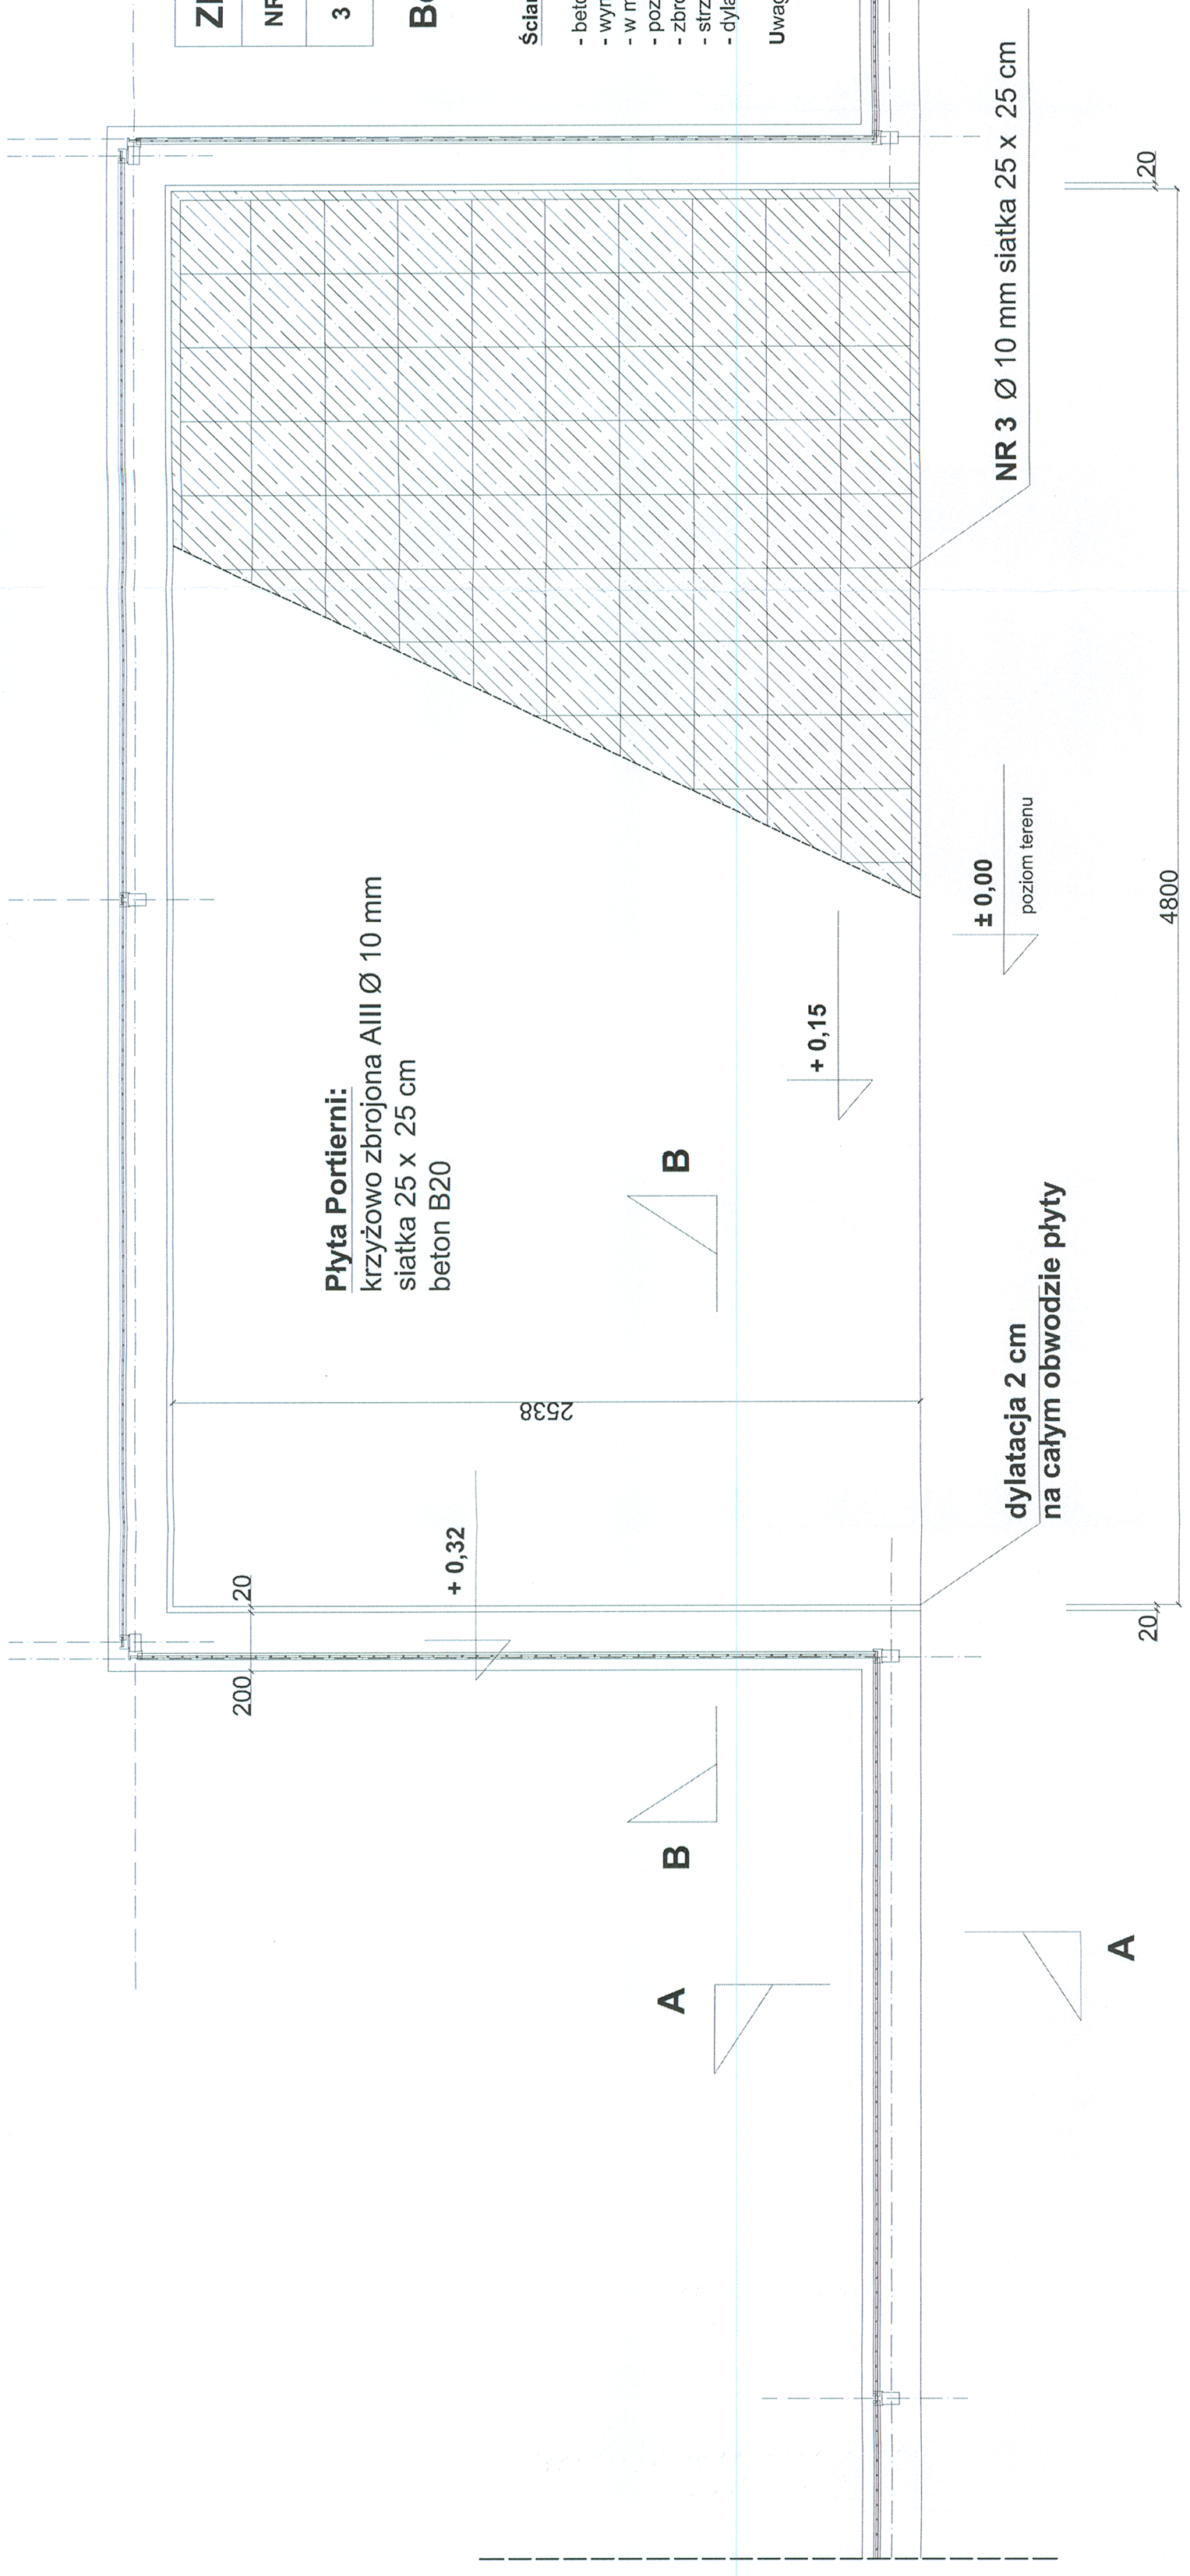 Płyta Portierni:
krzyżowo zbrojona AIII Ø 10 mm
siatka 25 x 25 cm
beton B20
+ 0,32
+ 0,15
± 0,00
poziom terenu
200
20
2538
B
B
A
A
dylatacja 2 cm
na całym obwodzie płyty
NR 3 Ø 10 mm siatka 25 x 25 cm
20
4800
20
NR
3